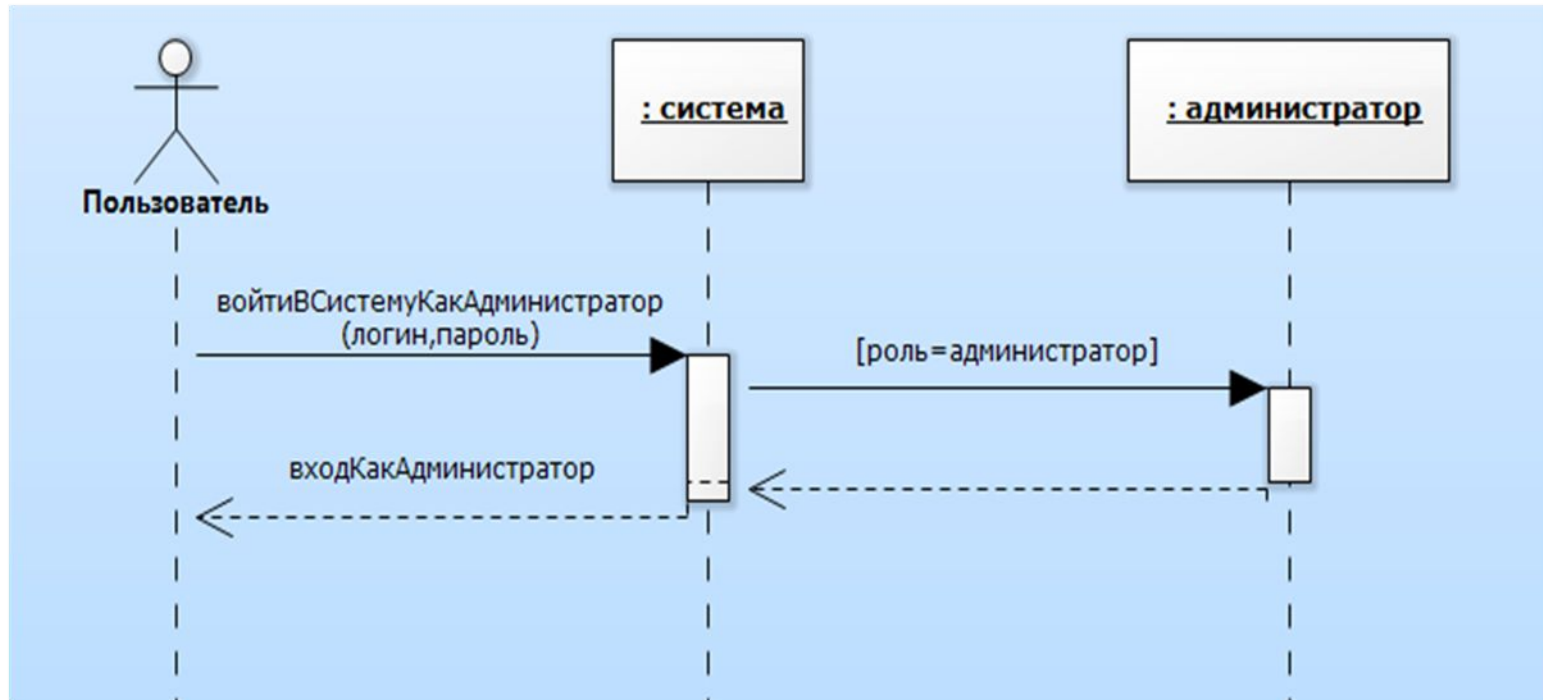 : система
: администратор
Пользователь
войтиВСистемуКакАдминистратор
(логин,пароль)
[роль=администратор]
входКакАдминистратор